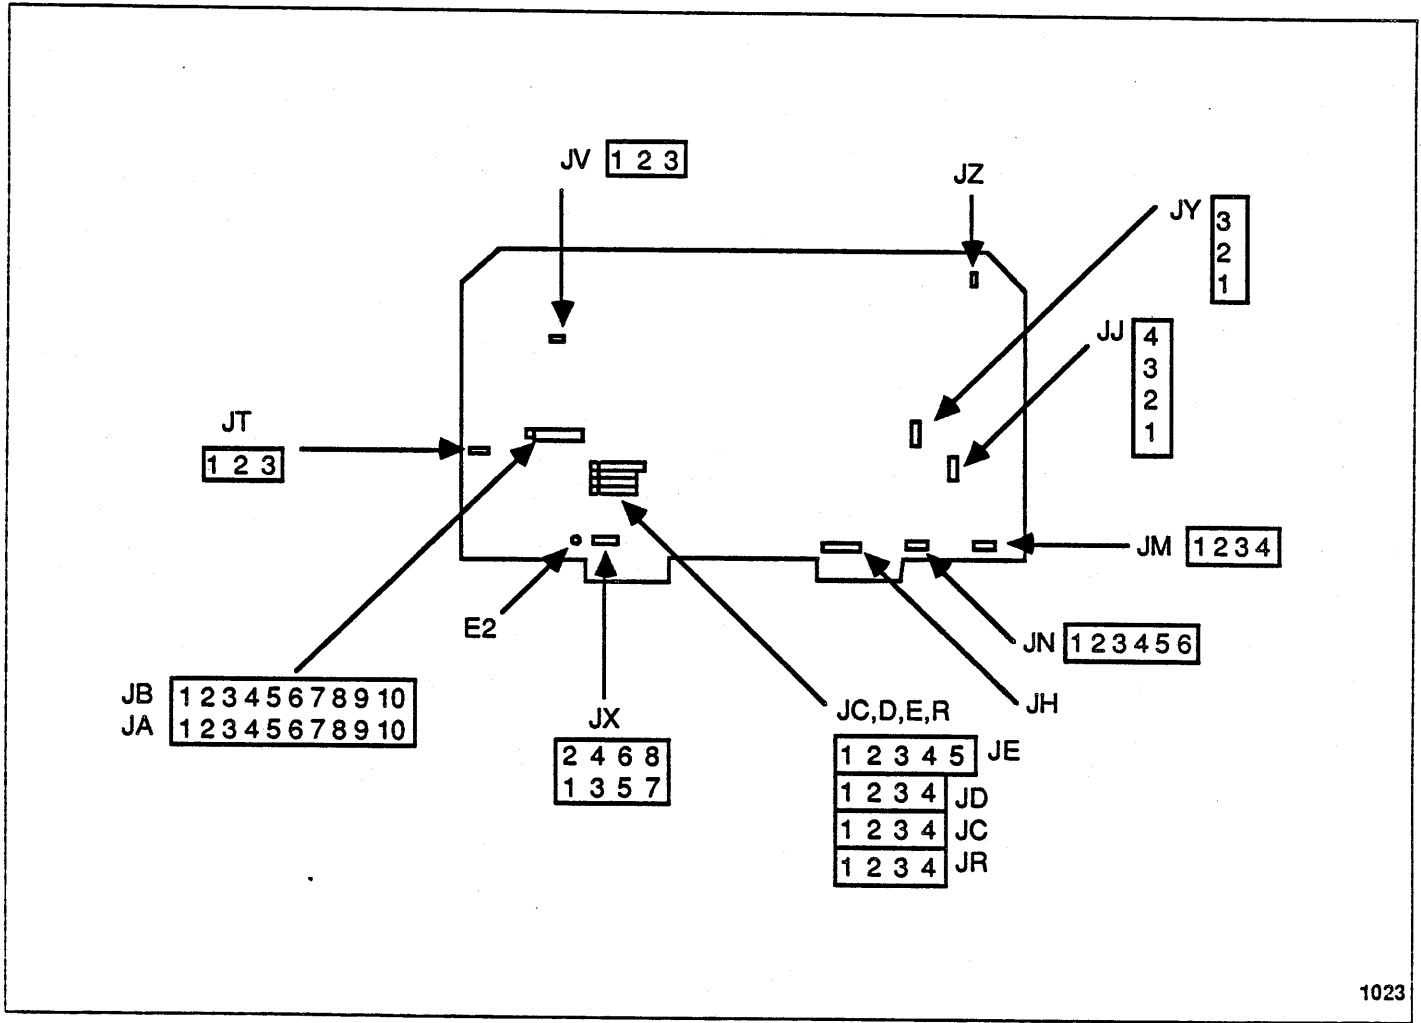 JV 1 2 3
JZ
JY 3
2
1
JJ 4
3
2
1
JT
1 2 3
JM 1 2 3 4
E2
JN 1 2 3 4 5 6
JB 1 2 3 4 5 6 7 8 9 10
JA 1 2 3 4 5 6 7 8 9 10
JX
2 4 6 8
1 3 5 7
JH
JC,D,E,R
1 2 3 4 5 JE
1 2 3 4 JD
1 2 3 4 JC
1 2 3 4 JR
1023